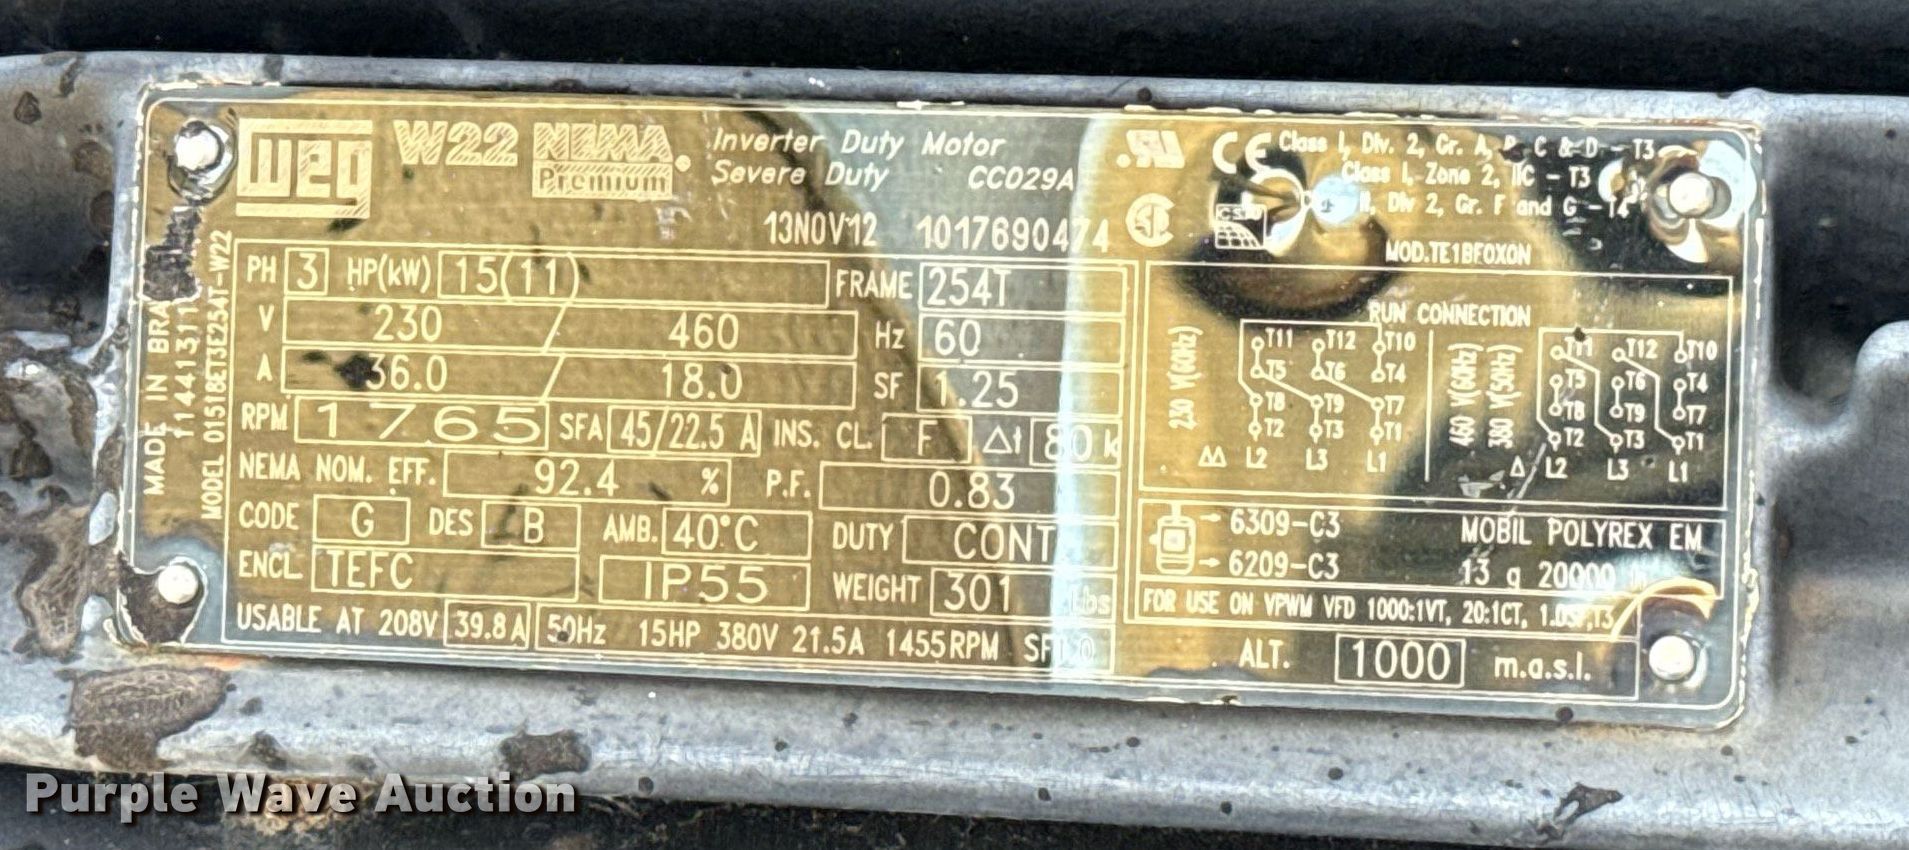 WEG W22 NEMA Premium Inverter Duty Motor
Severe Duty CC029A
13NOV12 1017690474
CE Class I, Div. 2, Gr. A, C & D - T3
Class I, Zone 2, IIC - T3
Div 2, Gr. F and G -
MOD.TE1BFOXON
MADE IN BRA
MODEL 01518ET3E254T-W22
PH 3 HP(kW) 15(11) FRAME 254T
V 230 / 460 Hz 60
A 36.0 / 18.0 SF 1.25
RPM 1765 SFA 45/22.5 A INS. CL. F Δt 80 k
NEMA NOM. EFF. 92.4 % P.F. 0.83
CODE G DES B AMB. 40°C DUTY CONT
ENCL TEFC IP55 WEIGHT 301 Lbs
USABLE AT 208V 39.8 A 50Hz 15HP 380V 21.5A 1455RPM SF1.0
RUN CONNECTION
230 V(60Hz)
T11 T12 T10
T5 T6 T4
T8 T9 T7
T2 T3 T1
ΔΔ L2 L3 L1
460 V(60Hz)
380 V(50Hz)
T11 T12 T10
T5 T6 T4
T8 T9 T7
T2 T3 T1
Δ L2 L3 L1
6309-C3 MOBIL POLYREX EM
6209-C3 13 g 20000
FOR USE ON VPWM VFD 1000:1VT, 20:1CT, 1.0SF,T3
ALT. 1000 m.a.s.l.
Purple Wave Auction